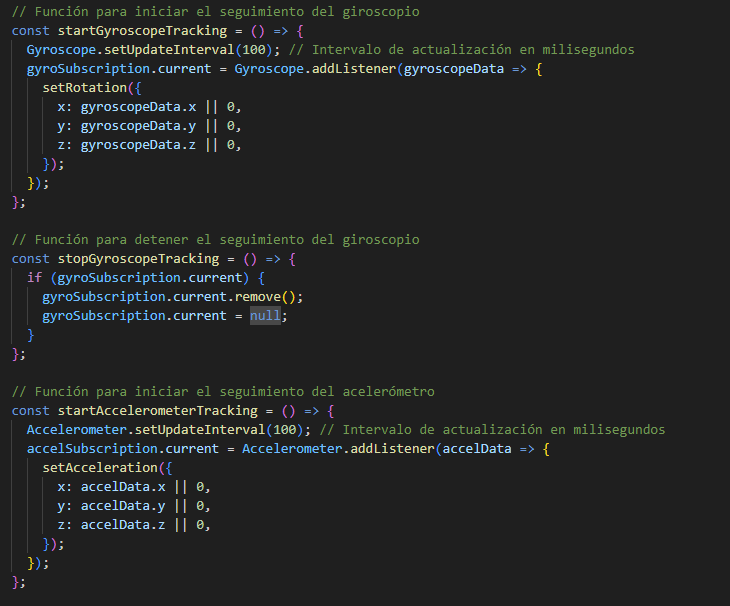 // Función para iniciar el seguimiento del giroscopio
const startGyroscopeTracking = () => {
  Gyroscope.setUpdateInterval(100); // Intervalo de actualización en milisegundos
  gyroSubscription.current = Gyroscope.addListener(gyroscopeData => {
    setRotation({
      x: gyroscopeData.x || 0,
      y: gyroscopeData.y || 0,
      z: gyroscopeData.z || 0,
    });
  });
};

// Función para detener el seguimiento del giroscopio
const stopGyroscopeTracking = () => {
  if (gyroSubscription.current) {
    gyroSubscription.current.remove();
    gyroSubscription.current = null;
  }
};

// Función para iniciar el seguimiento del acelerómetro
const startAccelerometerTracking = () => {
  Accelerometer.setUpdateInterval(100); // Intervalo de actualización en milisegundos
  accelSubscription.current = Accelerometer.addListener(accelData => {
    setAcceleration({
      x: accelData.x || 0,
      y: accelData.y || 0,
      z: accelData.z || 0,
    });
  });
};